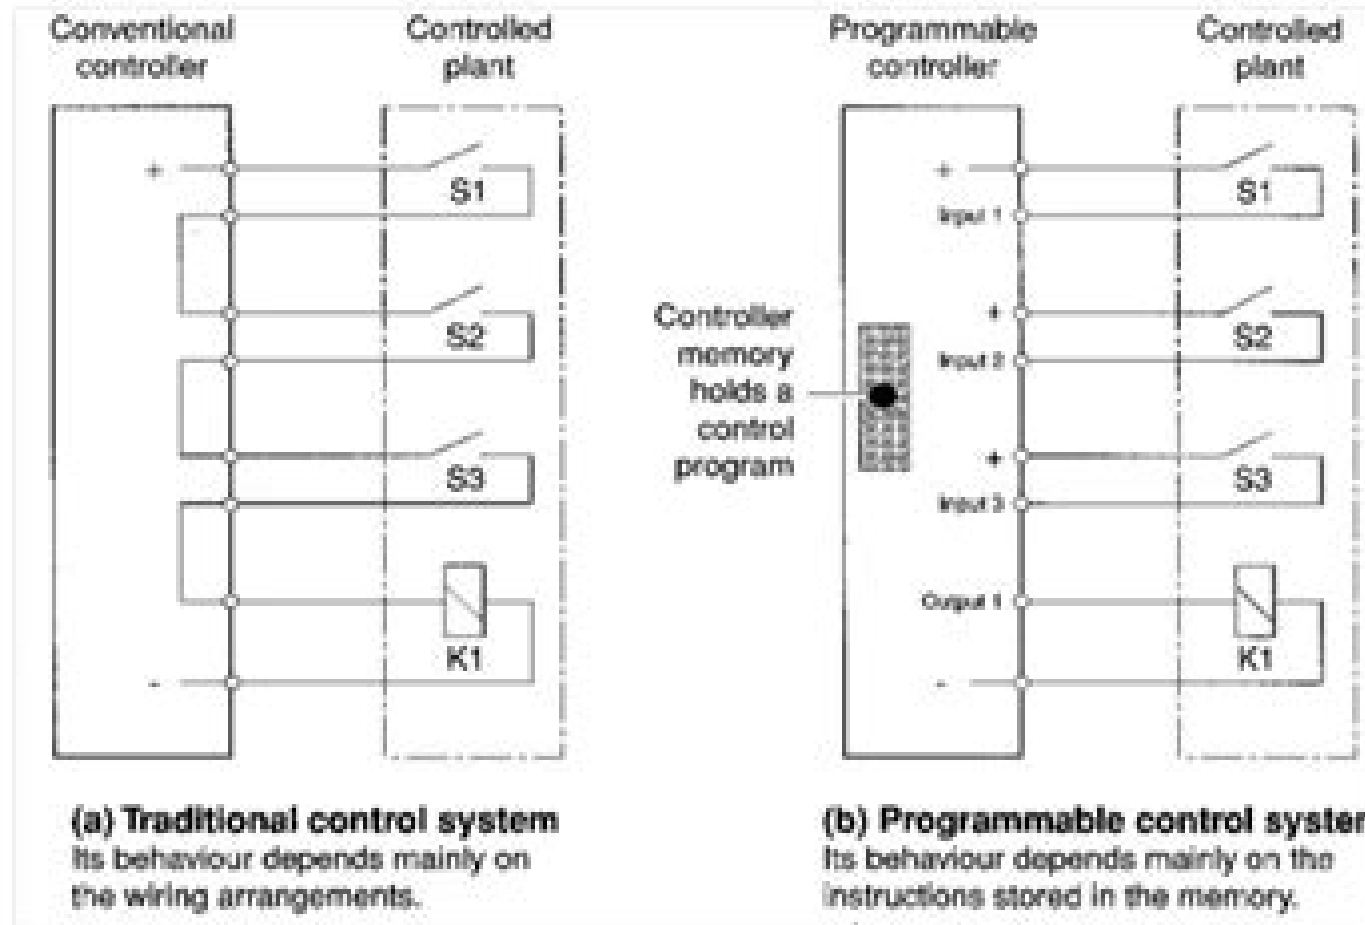 Conventional
controller
Controlled
plant
+
S1
S2
S3
K1
-
(a) Traditional control system
Its behaviour depends mainly on
the wiring arrangements.
Programmable
controller
Controlled
plant
Controller
memory
holds a
control
program
+
Input 1
+
Input 2
+
Input 3
Output 1
-
S1
S2
S3
K1
(b) Programmable control system
Its behaviour depends mainly on the
instructions stored in the memory.